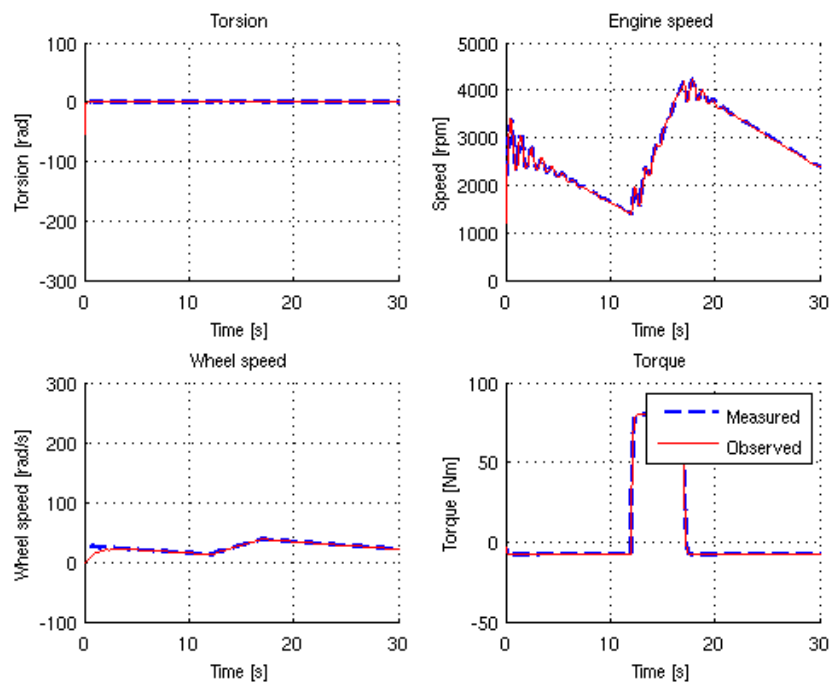 Torsion
100
0
-100
-200
-300
Torsion [rad]
0 10 20 30
Time [s]
Engine speed
5000
4000
3000
2000
1000
0
Speed [rpm]
0 10 20 30
Time [s]
Wheel speed
300
200
100
0
-100
Wheel speed [rad/s]
0 10 20 30
Time [s]
Torque
100
50
0
-50
Torque [Nm]
Measured
Observed
0 10 20 30
Time [s]